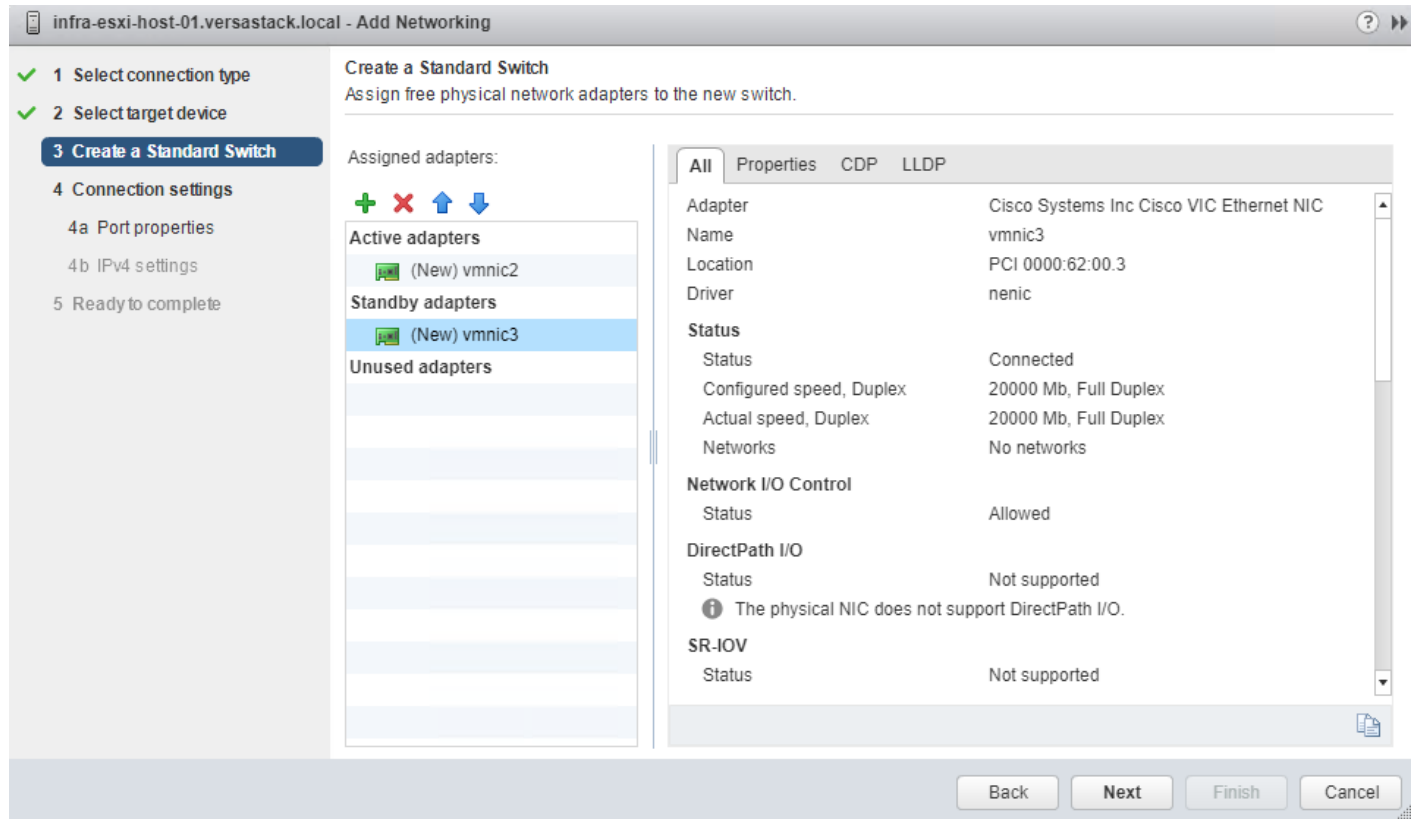 infra-esxi-host-01.versastack.local - Add Networking
?
1 Select connection type
2 Select target device
3 Create a Standard Switch
4 Connection settings
4a Port properties
4b IPv4 settings
5 Ready to complete
Create a Standard Switch
Assign free physical network adapters to the new switch.
Assigned adapters:
Active adapters
(New) vmnic2
Standby adapters
(New) vmnic3
Unused adapters
All Properties CDP LLDP
Adapter Cisco Systems Inc Cisco VIC Ethernet NIC
Name vmnic3
Location PCI 0000:62:00.3
Driver nenic
Status
Status Connected
Configured speed, Duplex 20000 Mb, Full Duplex
Actual speed, Duplex 20000 Mb, Full Duplex
Networks No networks
Network I/O Control
Status Allowed
DirectPath I/O
Status Not supported
The physical NIC does not support DirectPath I/O.
SR-IOV
Status Not supported
Back Next Finish Cancel